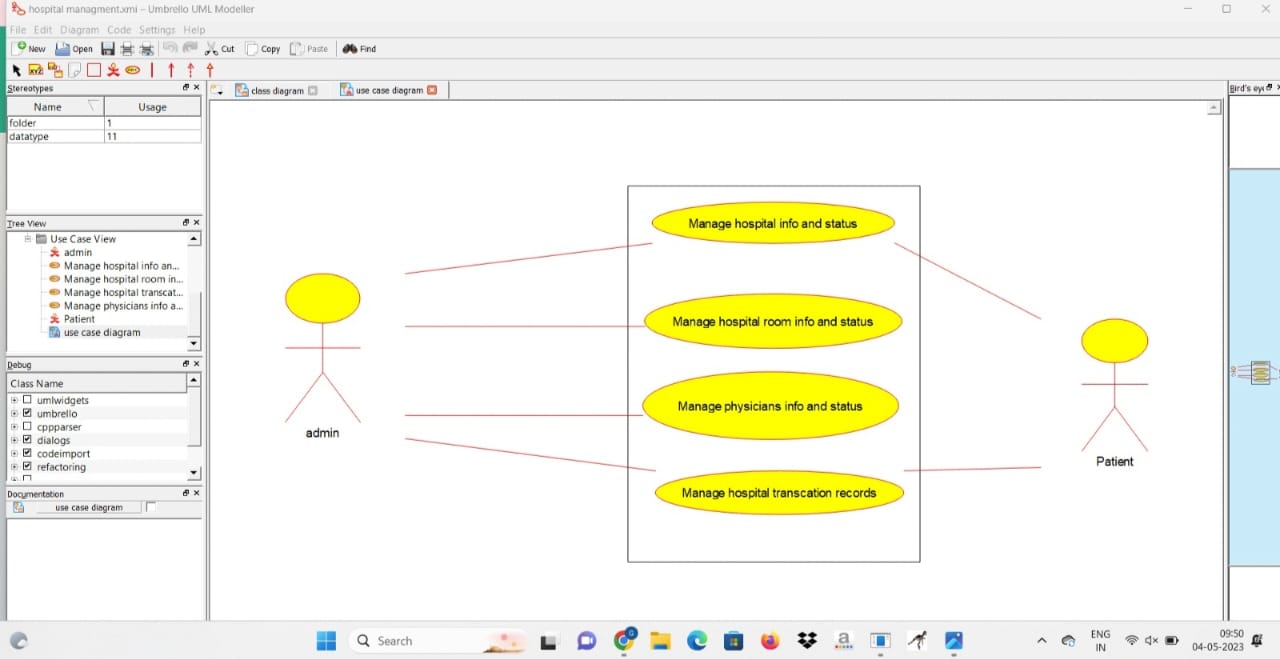 hospital managment.xmi – Umbrello UML Modeller
File Edit Diagram Code Settings Help
New Open Cut Copy Paste Find
Stereotypes
Name Usage
folder 1
datatype 11
Tree View
Use Case View
admin
Manage hospital info an...
Manage hospital room in...
Manage hospital transcat...
Manage physicians info a...
Patient
use case diagram
Debug
Class Name
umlwidgets
umbrello
cppparser
dialogs
codeimport
refactoring
Documentation
use case diagram
class diagram use case diagram
Manage hospital info and status
Manage hospital room info and status
Manage physicians info and status
Manage hospital transcation records
admin
Patient
Bird's eye
Search
ENG
IN
09:50
04-05-2023